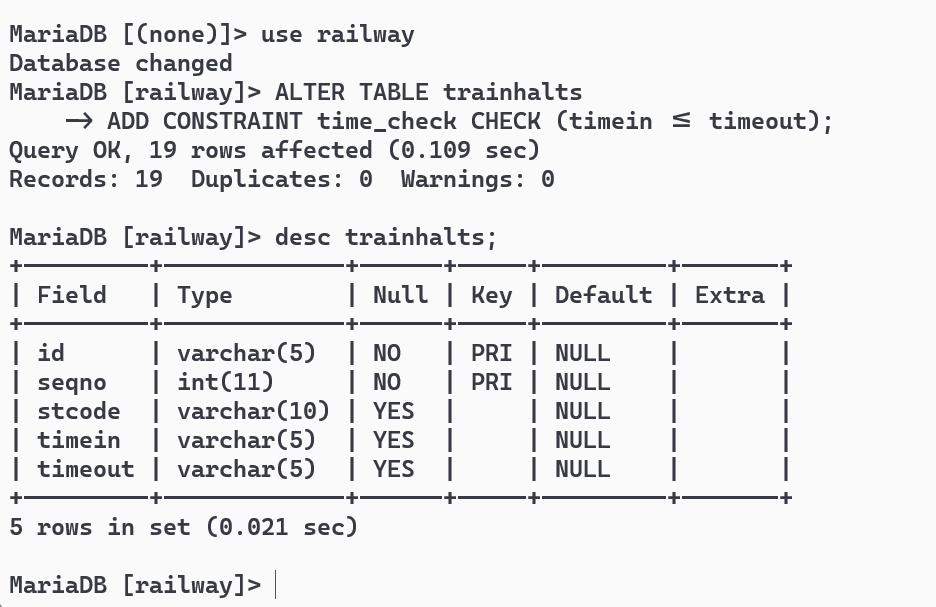 MariaDB [(none)]> use railway
Database changed
MariaDB [railway]> ALTER TABLE trainhalts
    -> ADD CONSTRAINT time_check CHECK (timein <= timeout);
Query OK, 19 rows affected (0.109 sec)
Records: 19  Duplicates: 0  Warnings: 0

MariaDB [railway]> desc trainhalts;
+---------+-------------+------+-----+---------+-------+
| Field   | Type        | Null | Key | Default | Extra |
+---------+-------------+------+-----+---------+-------+
| id      | varchar(5)  | NO   | PRI | NULL    |       |
| seqno   | int(11)     | NO   | PRI | NULL    |       |
| stcode  | varchar(10) | YES  |     | NULL    |       |
| timein  | varchar(5)  | YES  |     | NULL    |       |
| timeout | varchar(5)  | YES  |     | NULL    |       |
+---------+-------------+------+-----+---------+-------+
5 rows in set (0.021 sec)

MariaDB [railway]>